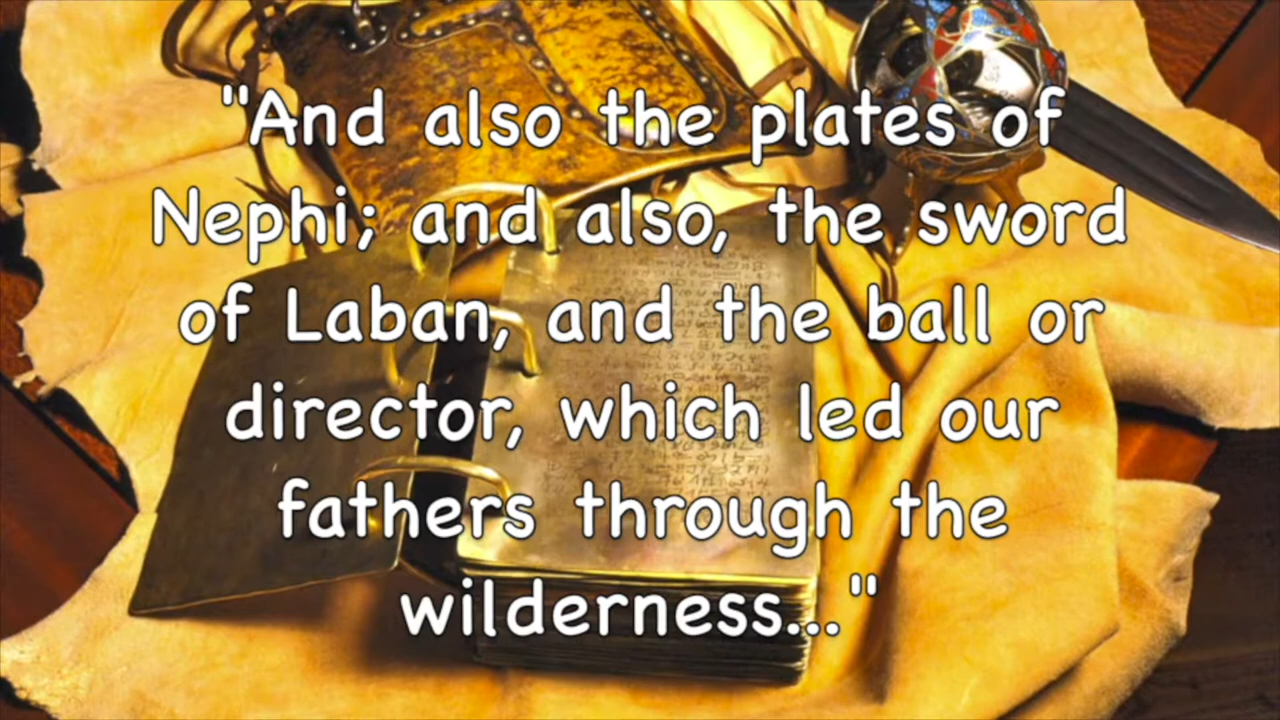 "And also the plates of
Nephi; and also, the sword
of Laban, and the ball or
director, which led our
fathers through the
wilderness..."